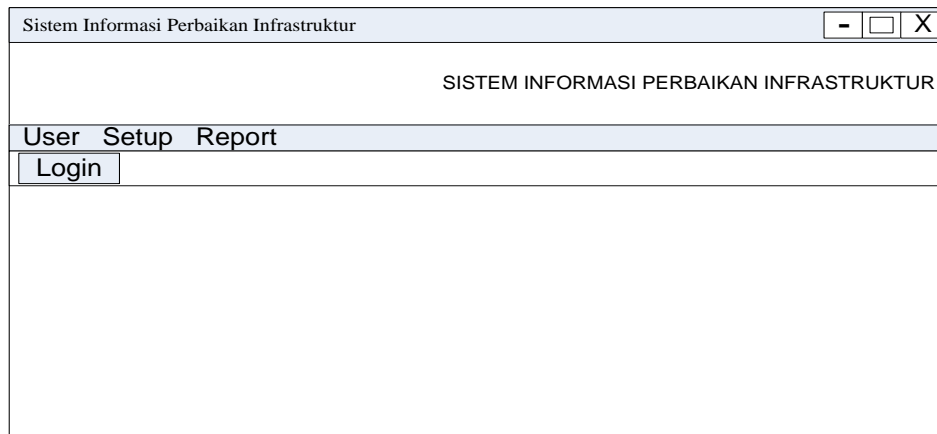 Sistem Informasi Perbaikan Infrastruktur - X
SISTEM INFORMASI PERBAIKAN INFRASTRUKTUR
User Setup Report
Login